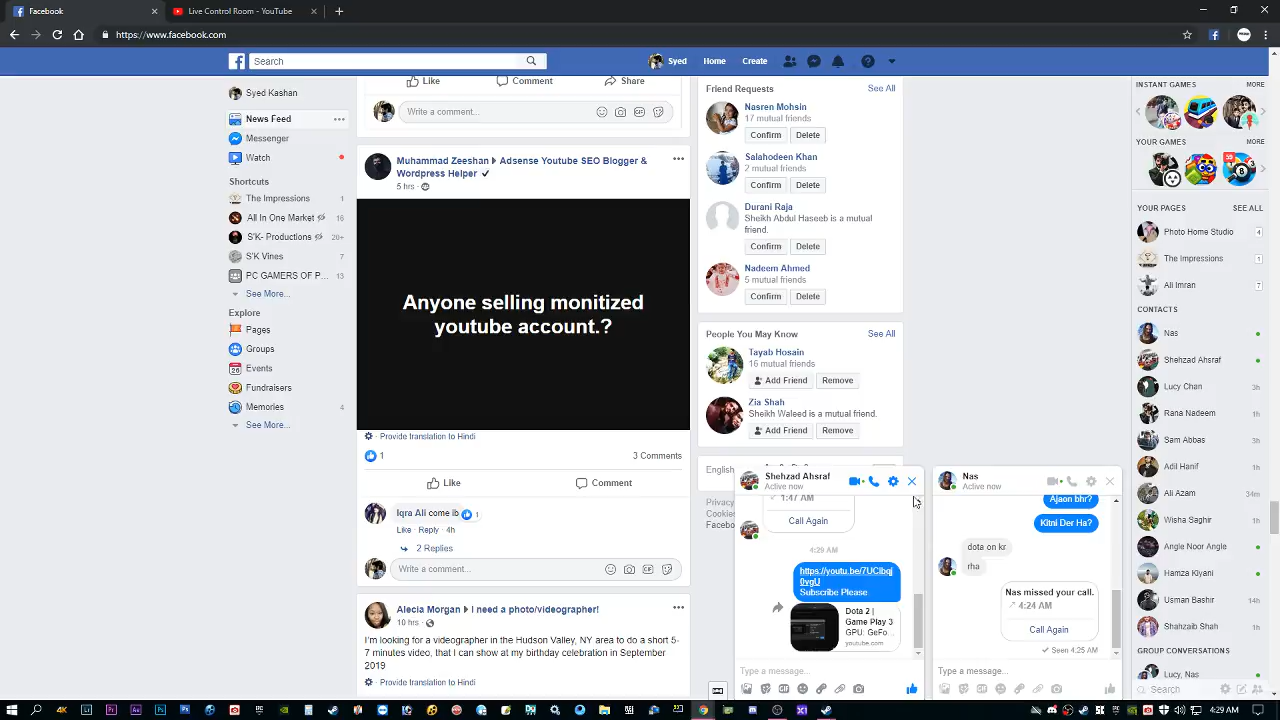 Facebook
Live Control Room - YouTube
https://www.facebook.com
Search
Syed
Home
Create
Syed Kashan
News Feed
Messenger
Watch
Shortcuts
The Impressions 1
All In One Market 16
S'K- Productions 20+
S'K Vines 7
PC GAMERS OF P... 13
See More...
Explore
Pages
Groups
Events
Fundraisers
Memories 4
See More...
Like Comment Share
Write a comment...
Muhammad Zeeshan Adsense Youtube SEO Blogger &
Wordpress Helper
5 hrs
Anyone selling monitized
youtube account.?
Provide translation to Hindi
1 3 Comments
Like Comment
Iqra Ali come ib 1
Like · Reply · 4h
2 Replies
Write a comment...
Alecia Morgan I need a photo/videographer!
10 hrs
I'm looking for a videographer in the Hudson Valley, NY area to do a short 5-
7 minutes video, that I can show at my birthday celebration in September
2019
Provide translation to Hindi
Friend Requests See All
Nasren Mohsin
17 mutual friends
Confirm Delete
Salahodeen Khan
2 mutual friends
Confirm Delete
Durani Raja
Sheikh Abdul Haseeb is a mutual
friend.
Confirm Delete
Nadeem Ahmed
5 mutual friends
Confirm Delete
People You May Know See All
Tayab Hosain
16 mutual friends
Add Friend Remove
Zia Shah
Sheikh Waleed is a mutual friend.
Add Friend Remove
English
Privacy
Cookies
Facebo
Shehzad Ahsraf
Active now
1:47 AM
Call Again
4:29 AM
Subscribe Please
Dota 2 |
Game Play 3
GPU: GeFo...
youtube.com
Type a message...
Nas
Active now
Ajaon bhr?
Kitni Der Ha?
dota on kr
rha
Nas missed your call.
4:24 AM
Call Again
Seen 4:25 AM
Type a message...
INSTANT GAMES MORE
YOUR GAMES MORE
YOUR PAGES SEE ALL
Photo Home Studio 4
The Impressions 1
Ali Imran 7
CONTACTS
Nas
Shehzad Ahsraf
Lucy Chan 3h
Rana Nadeem 1h
Sam Abbas 3h
Adil Hanif 1h
Ali Azam 34m
Wisha Saghir 1h
Angle Noor Angle
Hamza Kiyani
Usman Bashir 14h
Shahzaib Shah 1h
GROUP CONVERSATIONS
Lucy, Nas
Search
4:29 AM